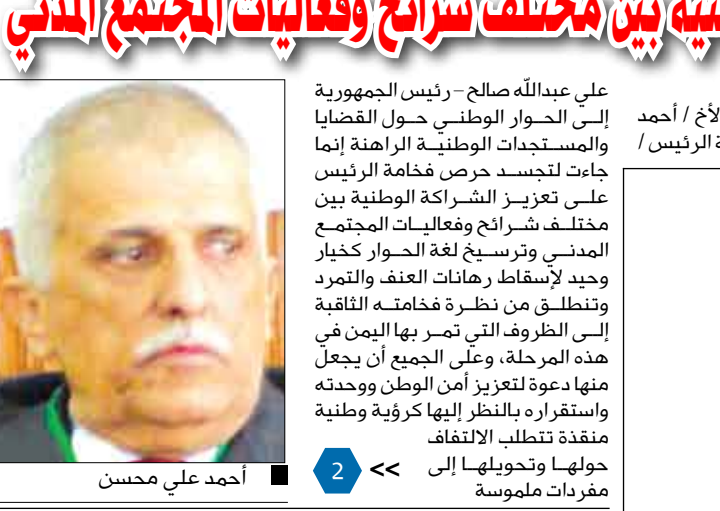 بين مختلف شرائح وفعاليات المجتمع المدني
الأخ / أحمد
الرئيس /
علي عبدالله صالح – رئيس الجمهورية
إلى الحوار الوطني حول القضايا
والمستجدات الوطنية الراهنة إنما
جاءت لتجسد حرص فخامة الرئيس
على تعزيز الشراكة الوطنية بين
مختلف شرائح وفعاليات المجتمع
المدني وترسيخ لغة الحوار كخيار
وحيد لإسقاط رهانات العنف والتمرد
وتنطلق من نظرة فخامته الثاقبة
إلى الظروف التي تمر بها اليمن في
هذه المرحلة، وعلى الجميع أن يجعل
منها دعوة لتعزيز أمن الوطن ووحدته
واستقراره بالنظر إليها كرؤية وطنية
منقذة تتطلب الالتفاف
حولها وتحويلها إلى
مفردات ملموسة
>> 2
أحمد علي محسن